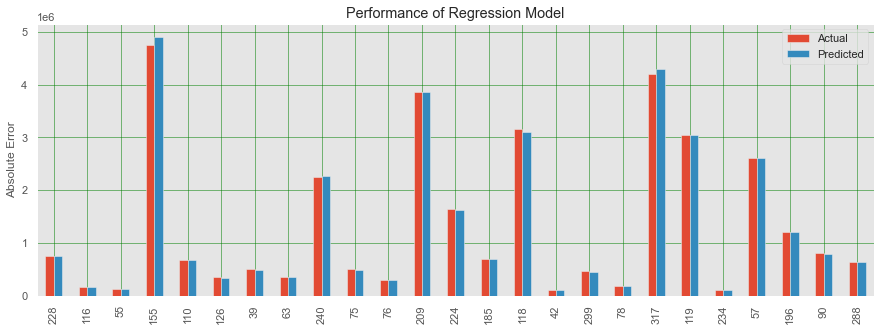 Performance of Regression Model
1e6
Actual
Predicted
Absolute Error
5
4
3
2
1
0
228 116 55 155 110 126 39 63 240 75 76 209 224 185 118 42 299 78 317 119 234 57 196 90 288